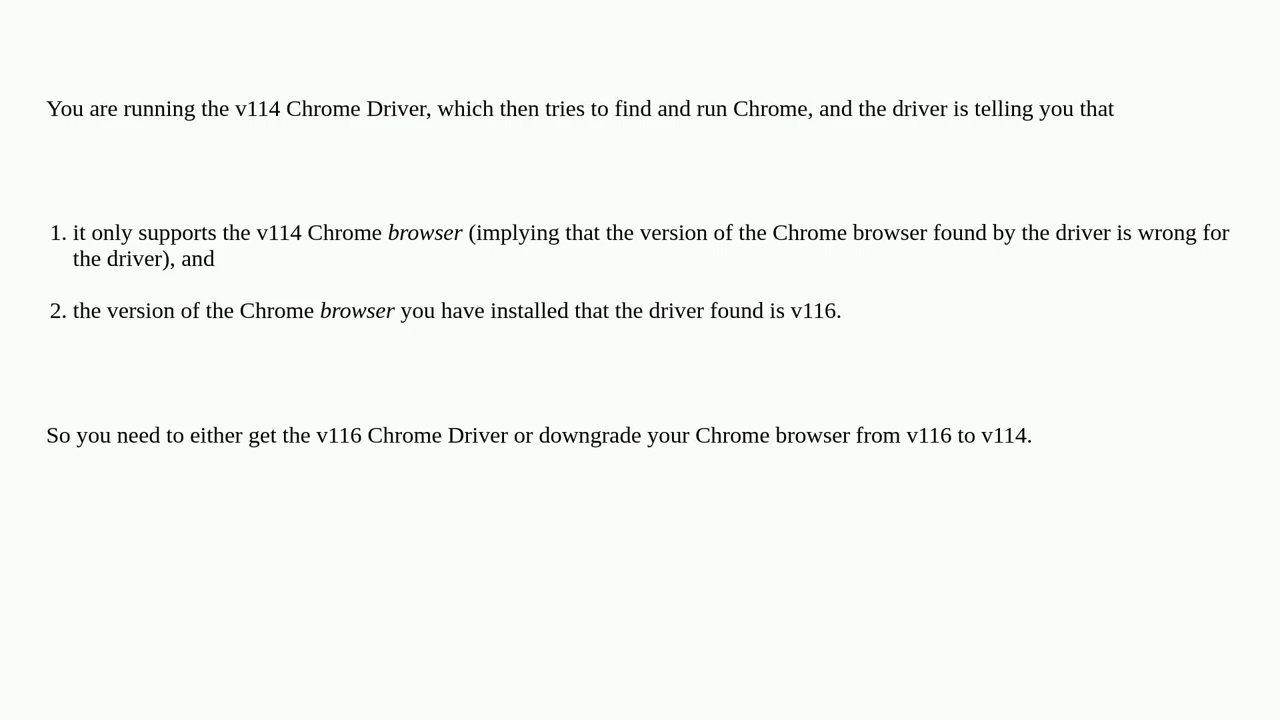 You are running the v114 Chrome Driver, which then tries to find and run Chrome, and the driver is telling you that
1. it only supports the v114 Chrome browser (implying that the version of the Chrome browser found by the driver is wrong for
the driver), and
2. the version of the Chrome browser you have installed that the driver found is v116.
So you need to either get the v116 Chrome Driver or downgrade your Chrome browser from v116 to v114.